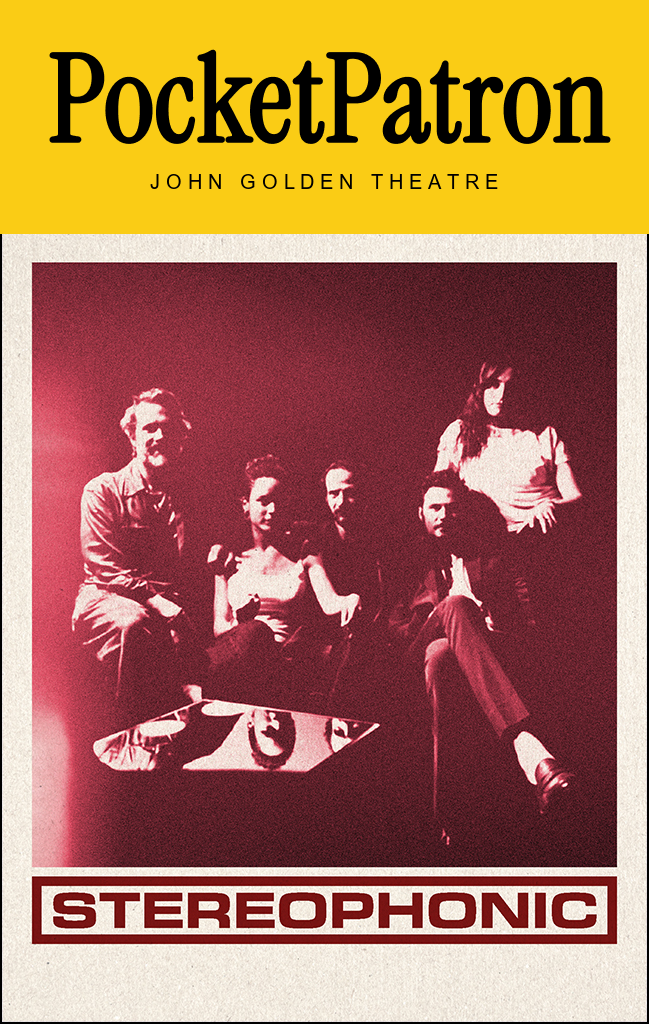 PocketPatron
JOHN GOLDEN THEATRE
STEREOPHONIC